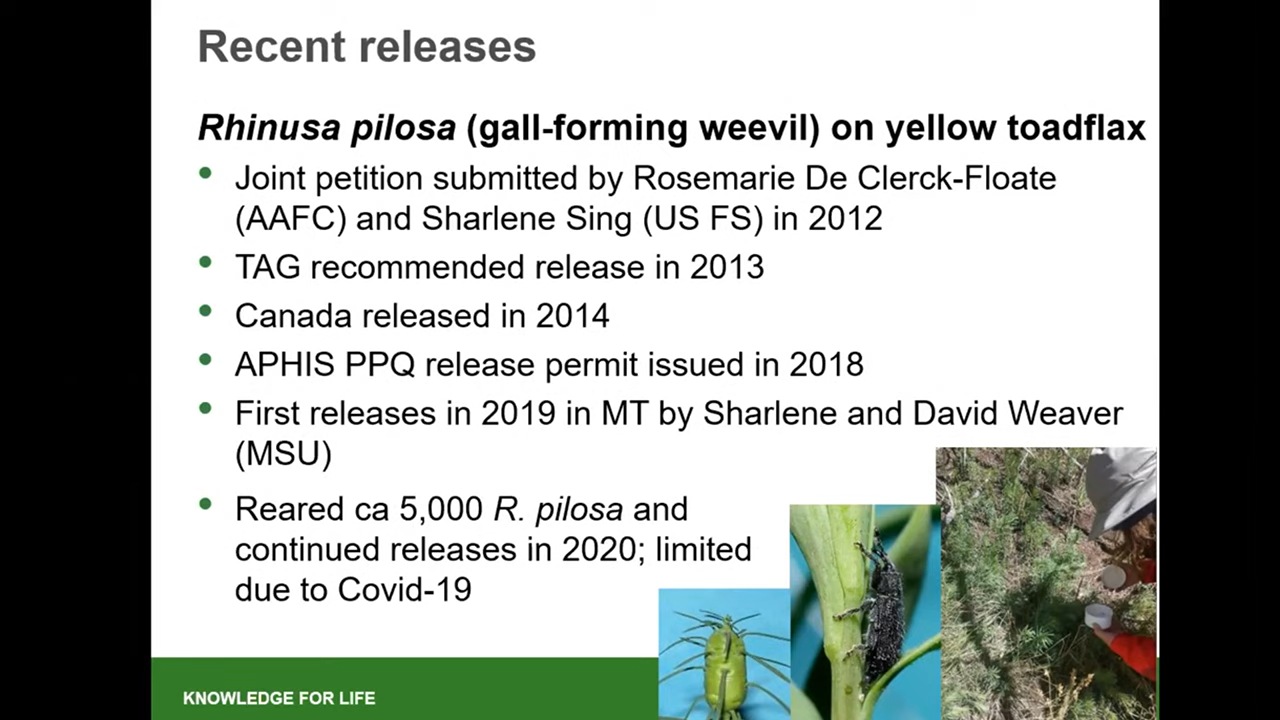 Recent releases
Rhinusa pilosa (gall-forming weevil) on yellow toadflax
• Joint petition submitted by Rosemarie De Clerck-Floate
(AAFC) and Sharlene Sing (US FS) in 2012
• TAG recommended release in 2013
• Canada released in 2014
• APHIS PPQ release permit issued in 2018
• First releases in 2019 in MT by Sharlene and David Weaver
(MSU)
• Reared ca 5,000 R. pilosa and
continued releases in 2020; limited
due to Covid-19
KNOWLEDGE FOR LIFE